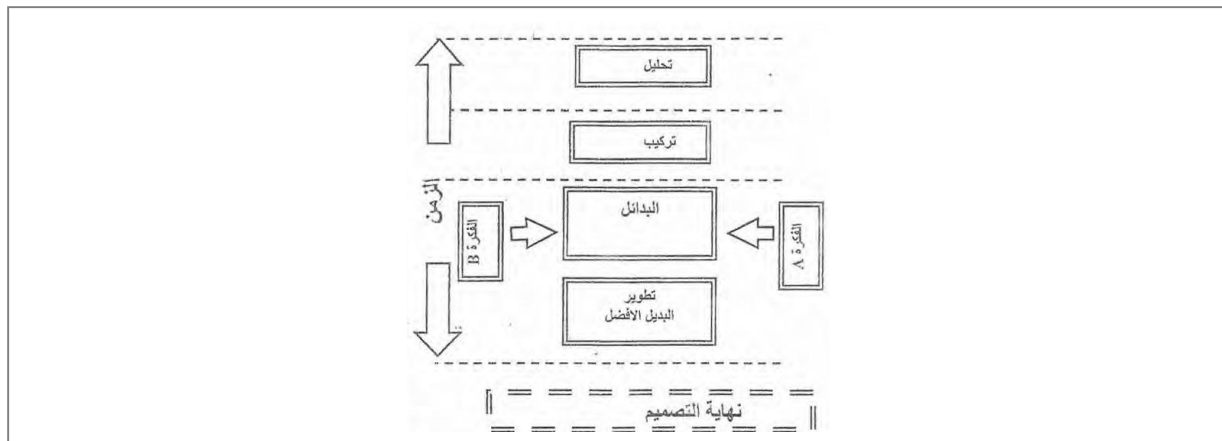 تحليل
تركيب
الزمن
البدائل
الفكرة A
الفكرة B
تطوير
البديل الافضل
نهاية التصميم